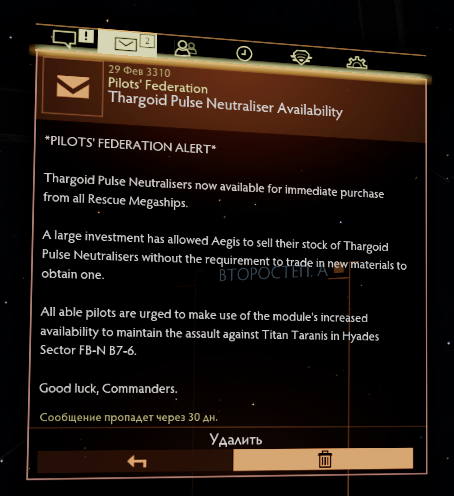 !
2
29 Фев 3310
Pilots' Federation
Thargoid Pulse Neutraliser Availability
*PILOTS' FEDERATION ALERT*
Thargoid Pulse Neutralisers now available for immediate purchase
from all Rescue Megaships.
A large investment has allowed Aegis to sell their stock of Thargoid
Pulse Neutralisers without the requirement to trade in new materials to
obtain one.
ВТОРОСТЕП. А
All able pilots are urged to make use of the module's increased
availability to maintain the assault against Titan Taranis in Hyades
Sector FB-N B7-6.
Good luck, Commanders.
Сообщение пропадет через 30 дн.
Удалить